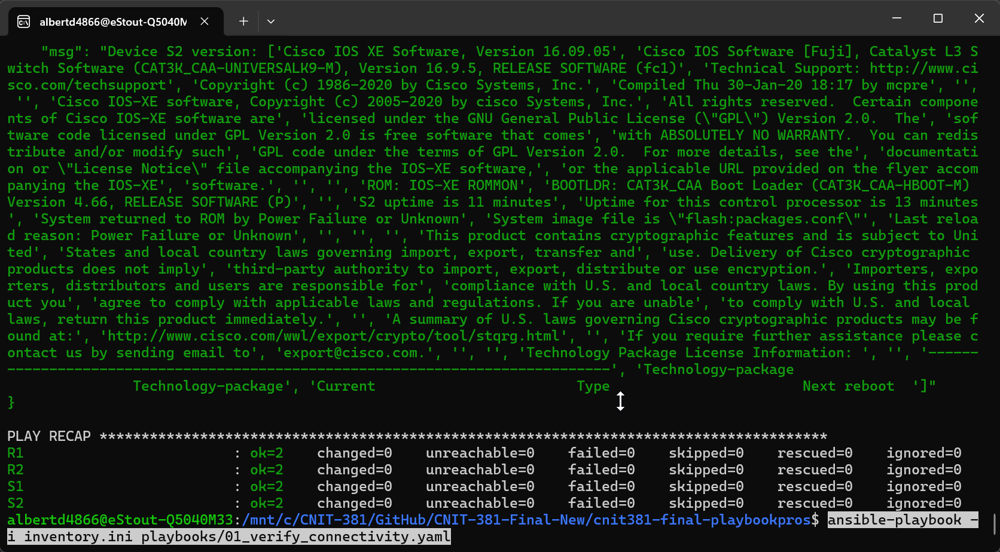 albertd4866@eStout-Q5040M
    "msg": "Device S2 version: ['Cisco IOS XE Software, Version 16.09.05', 'Cisco IOS Software [Fuji], Catalyst L3 S
witch Software (CAT3K_CAA-UNIVERSALK9-M), Version 16.9.5, RELEASE SOFTWARE (fc1)', 'Technical Support: http://www.ci
sco.com/techsupport', 'Copyright (c) 1986-2020 by Cisco Systems, Inc.', 'Compiled Thu 30-Jan-20 18:17 by mcpre', '',
 '', 'Cisco IOS-XE software, Copyright (c) 2005-2020 by cisco Systems, Inc.', 'All rights reserved.  Certain compone
nts of Cisco IOS-XE software are', 'licensed under the GNU General Public License (\"GPL\") Version 2.0.  The', 'sof
tware code licensed under GPL Version 2.0 is free software that comes', 'with ABSOLUTELY NO WARRANTY.  You can redis
tribute and/or modify such', 'GPL code under the terms of GPL Version 2.0.  For more details, see the', 'documentati
on or \"License Notice\" file accompanying the IOS-XE software,', 'or the applicable URL provided on the flyer accom
panying the IOS-XE', 'software.', '', '', 'ROM: IOS-XE ROMMON', 'BOOTLDR: CAT3K_CAA Boot Loader (CAT3K_CAA-HBOOT-M)
Version 4.66, RELEASE SOFTWARE (P)', '', 'S2 uptime is 11 minutes', 'Uptime for this control processor is 13 minutes
', 'System returned to ROM by Power Failure or Unknown', 'System image file is \"flash:packages.conf\"', 'Last reloa
d reason: Power Failure or Unknown', '', '', '', 'This product contains cryptographic features and is subject to Uni
ted', 'States and local country laws governing import, export, transfer and', 'use. Delivery of Cisco cryptographic
products does not imply', 'third-party authority to import, export, distribute or use encryption.', 'Importers, expo
rters, distributors and users are responsible for', 'compliance with U.S. and local country laws. By using this prod
uct you', 'agree to comply with applicable laws and regulations. If you are unable', 'to comply with U.S. and local
laws, return this product immediately.', '', 'A summary of U.S. laws governing Cisco cryptographic products may be f
ound at:', 'http://www.cisco.com/wwl/export/crypto/tool/stqrg.html', '', 'If you require further assistance please c
ontact us by sending email to', 'export@cisco.com.', '', '', 'Technology Package License Information: ', '', '------
------------------------------------------------------------------------', 'Technology-package
               Technology-package', 'Current                        Type                       Next reboot  ']"
}
PLAY RECAP ***************************************************************************************
R1                         : ok=2    changed=0    unreachable=0    failed=0    skipped=0    rescued=0    ignored=0
R2                         : ok=2    changed=0    unreachable=0    failed=0    skipped=0    rescued=0    ignored=0
S1                         : ok=2    changed=0    unreachable=0    failed=0    skipped=0    rescued=0    ignored=0
S2                         : ok=2    changed=0    unreachable=0    failed=0    skipped=0    rescued=0    ignored=0
albertd4866@eStout-Q5040M33:/mnt/c/CNIT-381/GitHub/CNIT-381-Final-New/cnit381-final-playbookpros$ ansible-playbook -
i inventory.ini playbooks/01_verify_connectivity.yaml